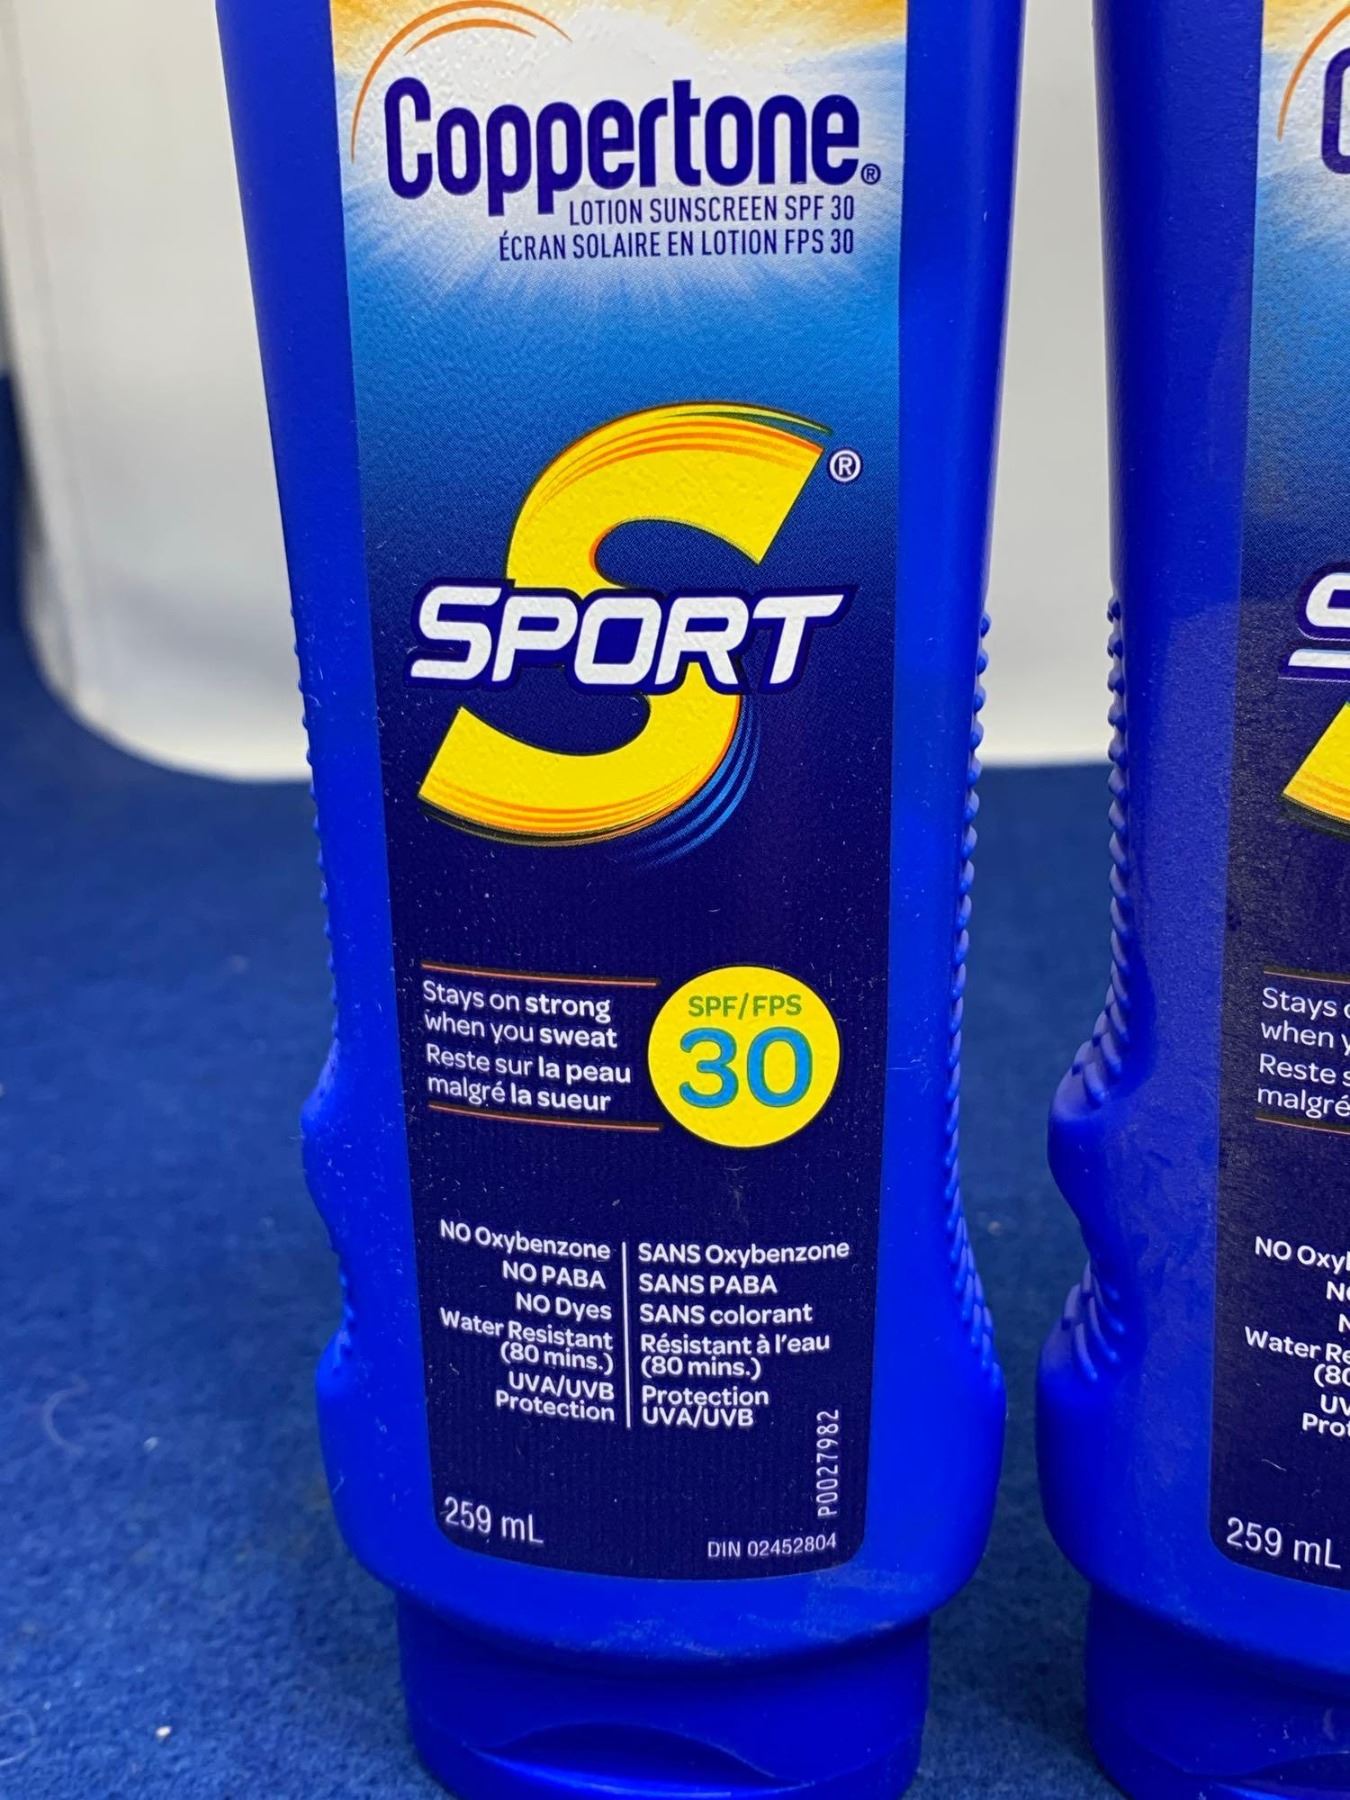 Coppertone®
LOTION SUNSCREEN SPF 30
ÉCRAN SOLAIRE EN LOTION FPS 30
S®
SPORT
Stays on strong
when you sweat
Reste sur la peau
malgré la sueur
SPF/FPS
30
NO Oxybenzone
NO PABA
NO Dyes
Water Resistant
(80 mins.)
UVA/UVB
Protection
SANS Oxybenzone
SANS PABA
SANS colorant
Résistant à l'eau
(80 mins.)
Protection
UVA/UVB
P0027982
259 mL
DIN 02452804
Stays
when
Reste
malgré
NO
Water
259 mL